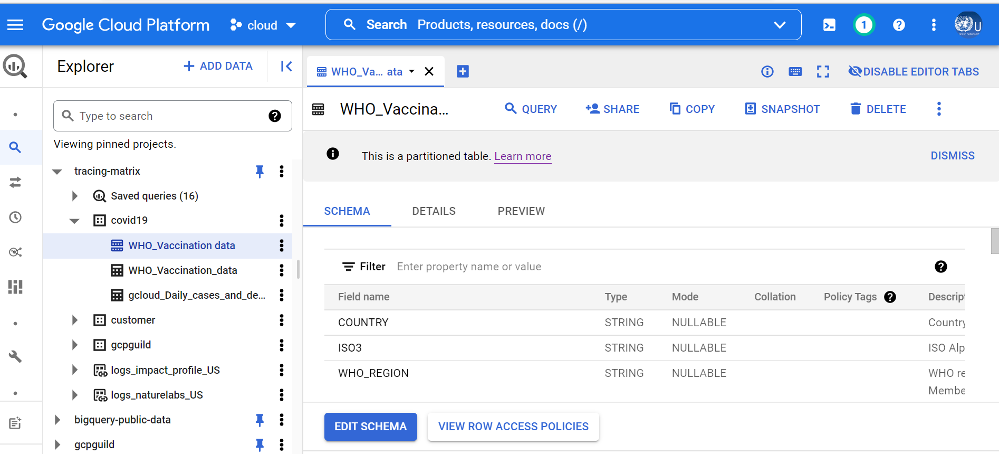 Google Cloud Platform
cloud
Search Products, resources, docs (/)
1
U
Explorer
+ ADD DATA
WHO_Va... ata
DISABLE EDITOR TABS
Type to search
WHO_Vaccina...
QUERY
SHARE
COPY
SNAPSHOT
DELETE
Viewing pinned projects.
This is a partitioned table. Learn more
DISMISS
tracing-matrix
Saved queries (16)
covid19
WHO_Vaccination data
WHO_Vaccination_data
gcloud_Daily_cases_and_de...
customer
gcpguild
logs_impact_profile_US
logs_naturelabs_US
bigquery-public-data
gcpguild
SCHEMA
DETAILS
PREVIEW
Filter Enter property name or value
Field name Type Mode Collation Policy Tags Descript
COUNTRY STRING NULLABLE Country
ISO3 STRING NULLABLE ISO Alp
WHO_REGION STRING NULLABLE WHO re
Membe
EDIT SCHEMA
VIEW ROW ACCESS POLICIES